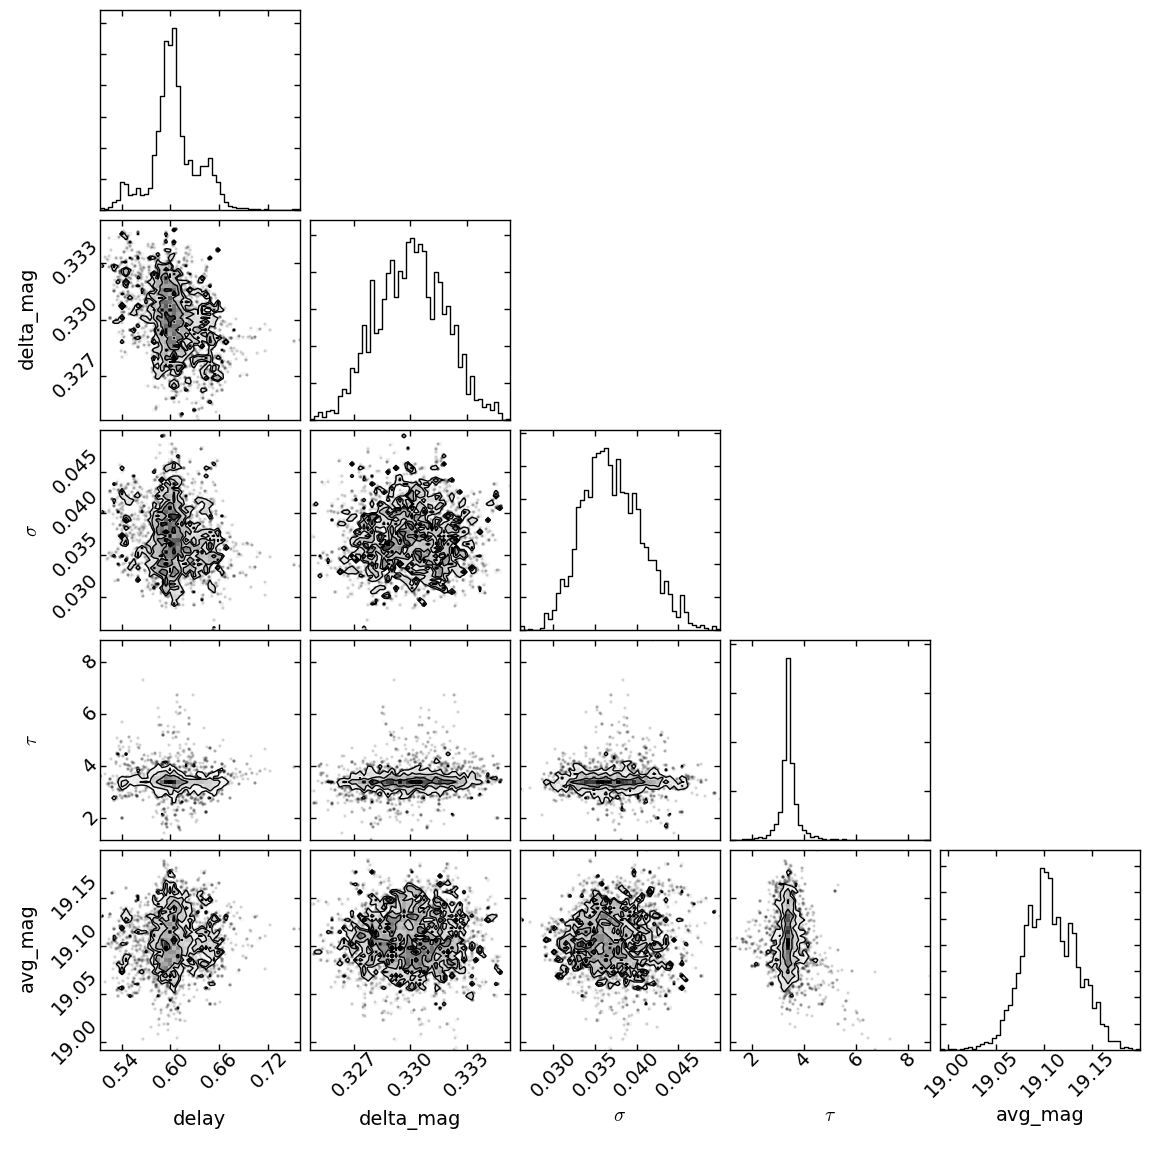 delta_mag
0.333
0.330
0.327
σ
0.045
0.040
0.035
0.030
τ
8
6
4
2
avg_mag
19.15
19.10
19.05
19.00
0.54 0.60 0.66 0.72
0.327 0.330 0.333
0.030 0.035 0.040 0.045
2 4 6 8
19.00 19.05 19.10 19.15
delay delta_mag σ τ avg_mag